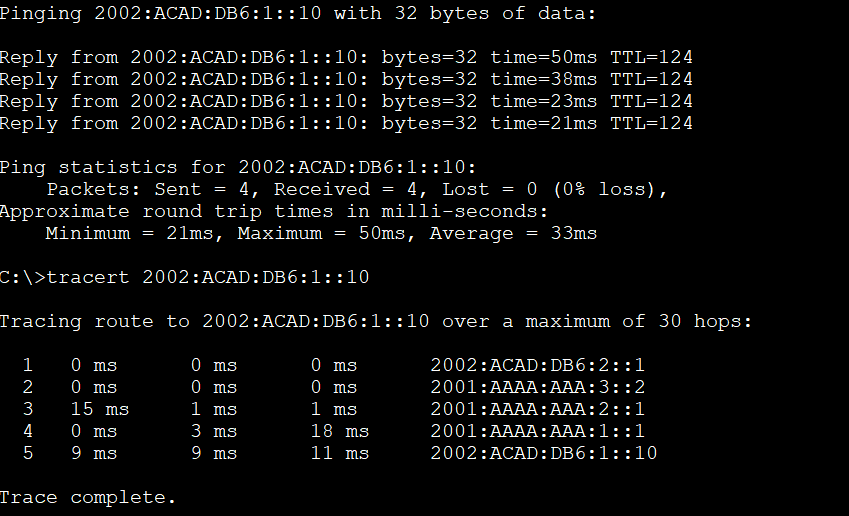 Pinging 2002:ACAD:DB6:1::10 with 32 bytes of data:
Reply from 2002:ACAD:DB6:1::10: bytes=32 time=50ms TTL=124
Reply from 2002:ACAD:DB6:1::10: bytes=32 time=38ms TTL=124
Reply from 2002:ACAD:DB6:1::10: bytes=32 time=23ms TTL=124
Reply from 2002:ACAD:DB6:1::10: bytes=32 time=21ms TTL=124
Ping statistics for 2002:ACAD:DB6:1::10:
    Packets: Sent = 4, Received = 4, Lost = 0 (0% loss),
Approximate round trip times in milli-seconds:
    Minimum = 21ms, Maximum = 50ms, Average = 33ms
C:\>tracert 2002:ACAD:DB6:1::10
Tracing route to 2002:ACAD:DB6:1::10 over a maximum of 30 hops:
  1   0 ms      0 ms      0 ms      2002:ACAD:DB6:2::1
  2   0 ms      0 ms      0 ms      2001:AAAA:AAA:3::2
  3   15 ms     1 ms      1 ms      2001:AAAA:AAA:2::1
  4   0 ms      3 ms      18 ms     2001:AAAA:AAA:1::1
  5   9 ms      9 ms      11 ms     2002:ACAD:DB6:1::10
Trace complete.